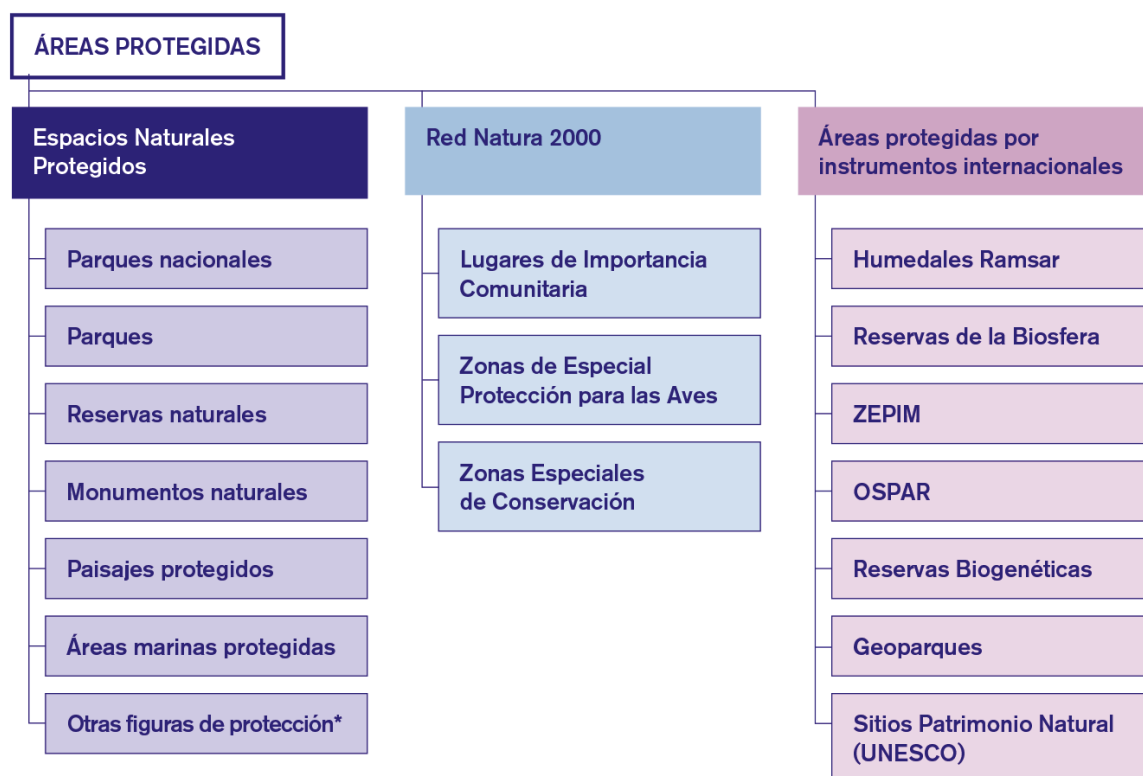 ÁREAS PROTEGIDAS
Espacios Naturales
Protegidos
Parques nacionales
Parques
Reservas naturales
Monumentos naturales
Paisajes protegidos
Áreas marinas protegidas
Otras figuras de protección*
Red Natura 2000
Lugares de Importancia
Comunitaria
Zonas de Especial
Protección para las Aves
Zonas Especiales
de Conservación
Áreas protegidas por
instrumentos internacionales
Humedales Ramsar
Reservas de la Biosfera
ZEPIM
OSPAR
Reservas Biogenéticas
Geoparques
Sitios Patrimonio Natural
(UNESCO)